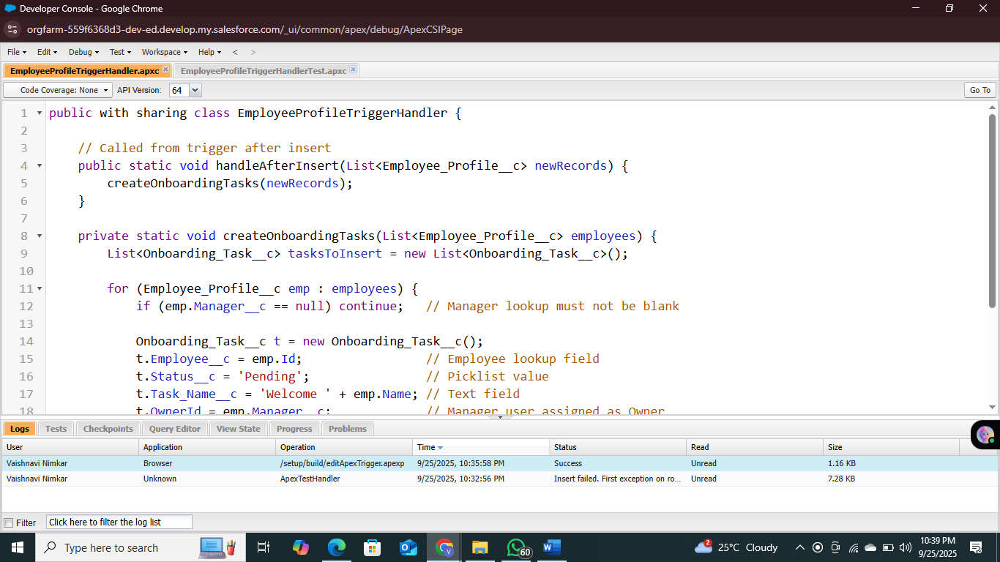 Developer Console - Google Chrome
orgfarm-559f6368d3-dev-ed.develop.my.salesforce.com/_ui/common/apex/debug/ApexCSIPage
File Edit Debug Test Workspace Help < >
EmployeeProfileTriggerHandler.apxc EmployeeProfileTriggerHandlerTest.apxc
Code Coverage: None API Version: 64 Go To
1 public with sharing class EmployeeProfileTriggerHandler {
2
3 // Called from trigger after insert
4 public static void handleAfterInsert(List<Employee_Profile__c> newRecords) {
5 createOnboardingTasks(newRecords);
6 }
7
8 private static void createOnboardingTasks(List<Employee_Profile__c> employees) {
9 List<Onboarding_Task__c> tasksToInsert = new List<Onboarding_Task__c>();
10
11 for (Employee_Profile__c emp : employees) {
12 if (emp.Manager__c == null) continue; // Manager lookup must not be blank
13
14 Onboarding_Task__c t = new Onboarding_Task__c();
15 t.Employee__c = emp.Id; // Employee lookup field
16 t.Status__c = 'Pending'; // Picklist value
17 t.Task_Name__c = 'Welcome ' + emp.Name; // Text field
18 t.OwnerId = emp.Manager__c; // Manager user assigned as Owner
Logs Tests Checkpoints Query Editor View State Progress Problems
User Application Operation Time Status Read Size
Vaishnavi Nimkar Browser /setup/build/editApexTrigger.apexp 9/25/2025, 10:35:58 PM Success Unread 1.16 KB
Vaishnavi Nimkar Unknown ApexTestHandler 9/25/2025, 10:32:56 PM Insert failed. First exception on ro... Unread 7.28 KB
Filter Click here to filter the log list
Type here to search 60 2 25°C Cloudy 10:39 PM
9/25/2025